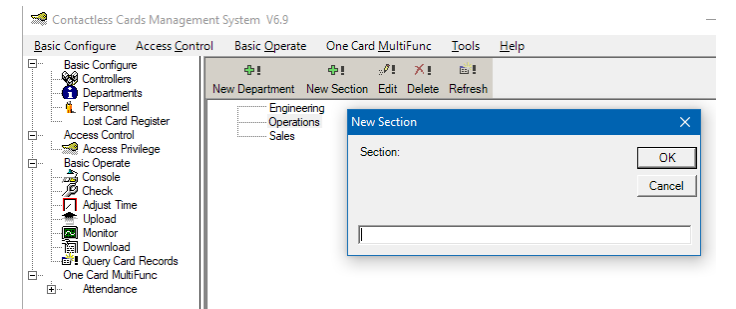 Contactless Cards Management System V6.9
Basic Configure Access Control Basic Operate One Card MultiFunc Tools Help
Basic Configure
Controllers
Departments
Personnel
Lost Card Register
Access Control
Access Privilege
Basic Operate
Console
Check
Adjust Time
Upload
Monitor
Download
Query Card Records
One Card MultiFunc
Attendance
New Department New Section Edit Delete Refresh
Engineering
Operations
Sales
New Section
Section:
OK
Cancel